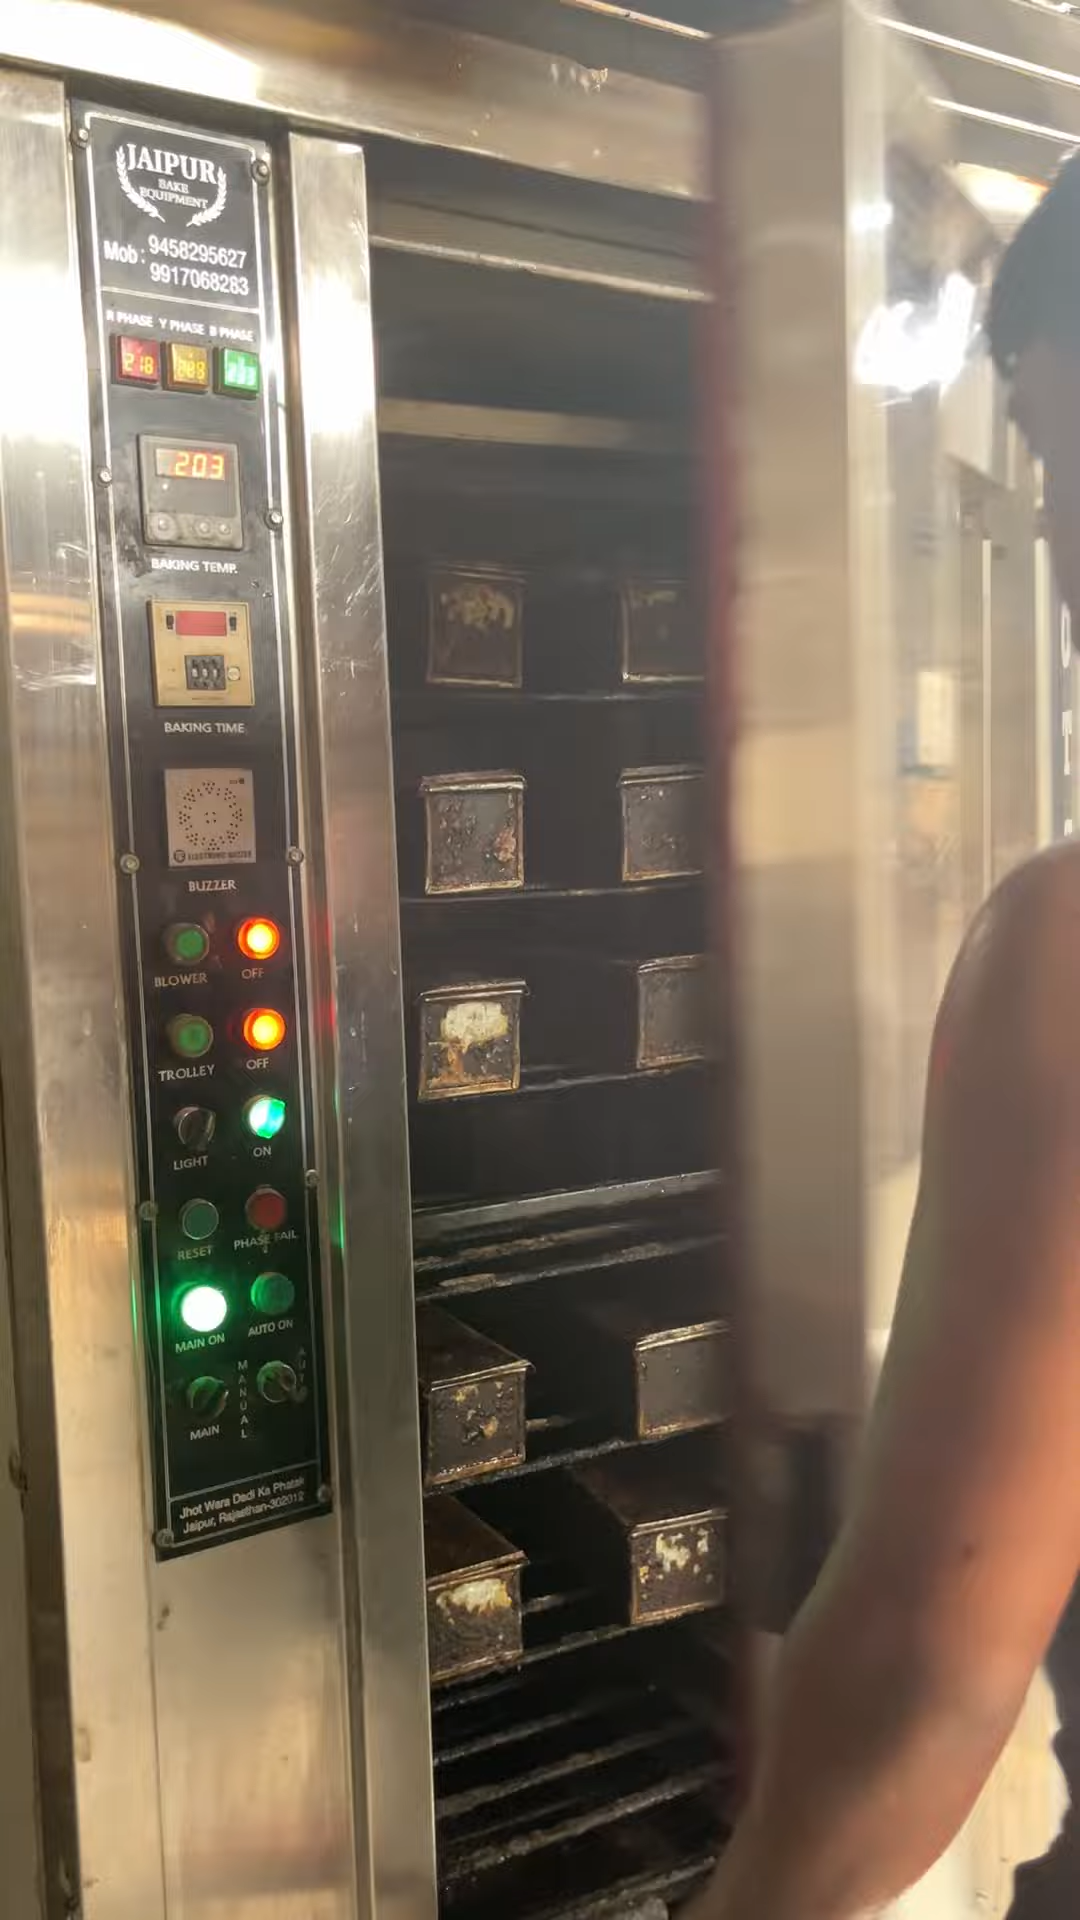 JAIPUR
BAKE
EQUIPMENT
Mob : 9458295627
9917068283
R PHASE Y PHASE B PHASE
218
203
BAKING TEMP.
BAKING TIME
BUZZER
BLOWER OFF
TROLLEY OFF
LIGHT ON
RESET PHASE FAIL
MAIN ON AUTO ON
MANUAL AUTO
MAIN
Jhot Wara Dadi Ka Phatak
Jaipur, Rajasthan-302012